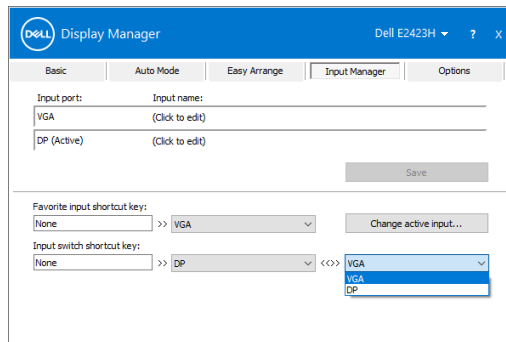 DELL Display Manager Dell E2423H ? X
Basic Auto Mode Easy Arrange Input Manager Options
Input port: Input name:
VGA (Click to edit)
DP (Active) (Click to edit)
Save
Favorite input shortcut key:
None >> VGA Change active input...
Input switch shortcut key:
None >> DP <<>> VGA
VGA
DP